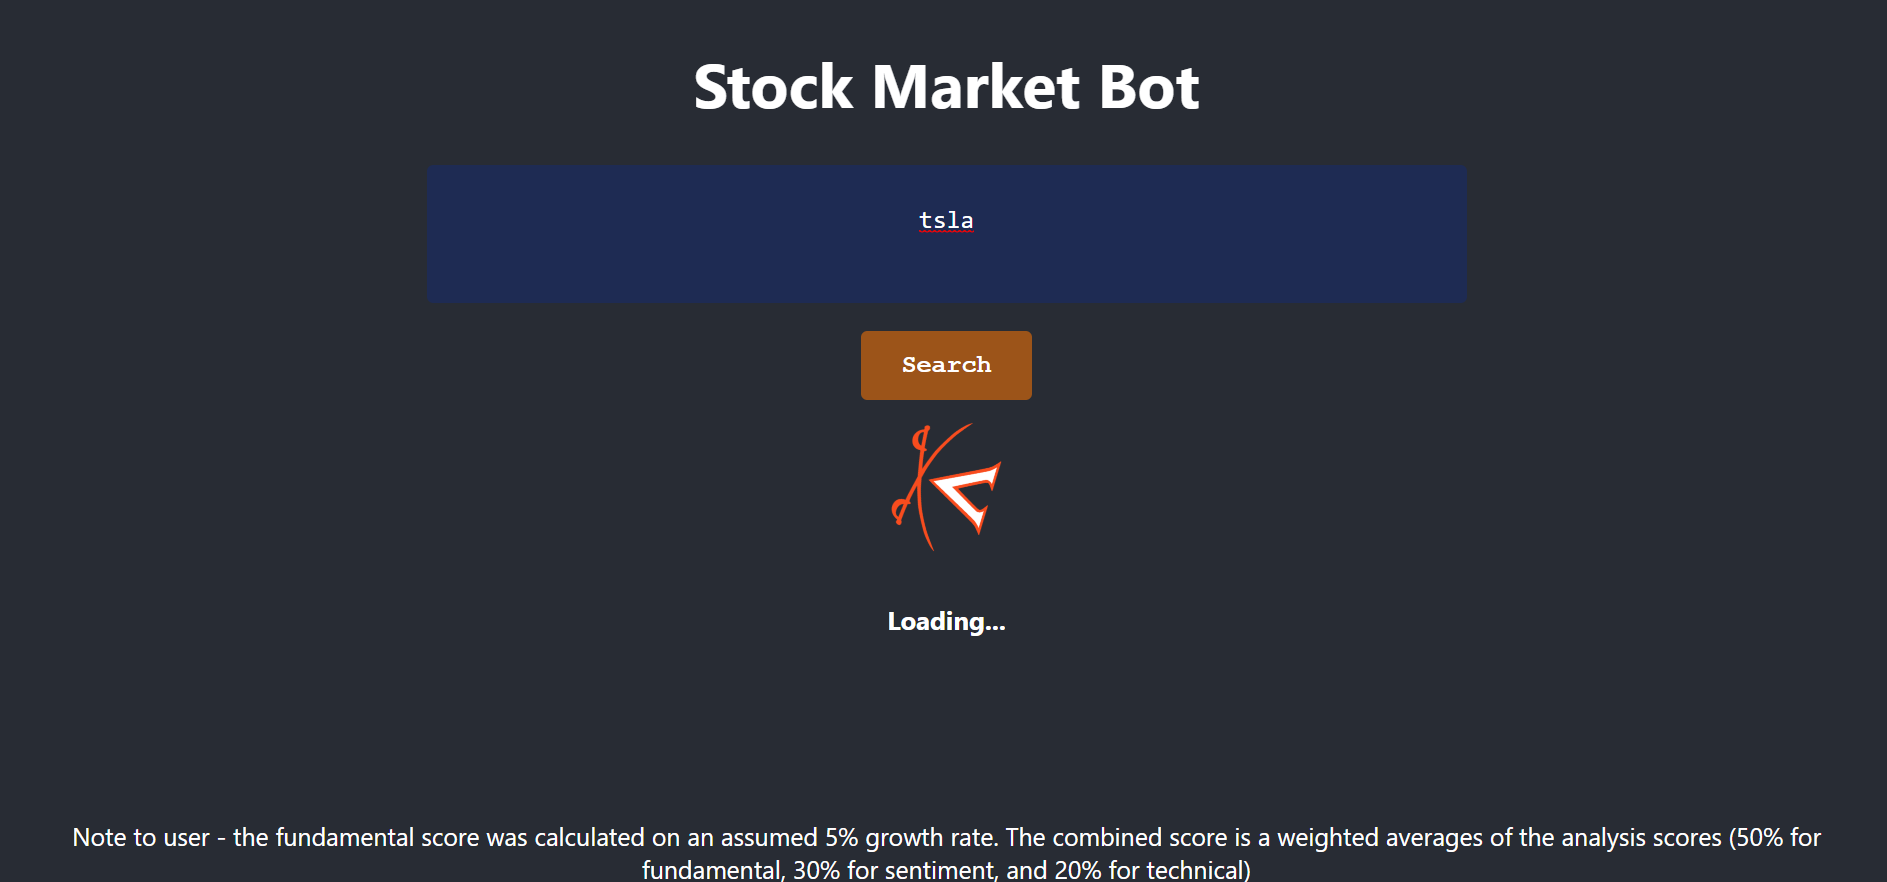 Stock Market Bot
tsla
Search
Loading...
Note to user - the fundamental score was calculated on an assumed 5% growth rate. The combined score is a weighted averages of the analysis scores (50% for
fundamental, 30% for sentiment, and 20% for technical)